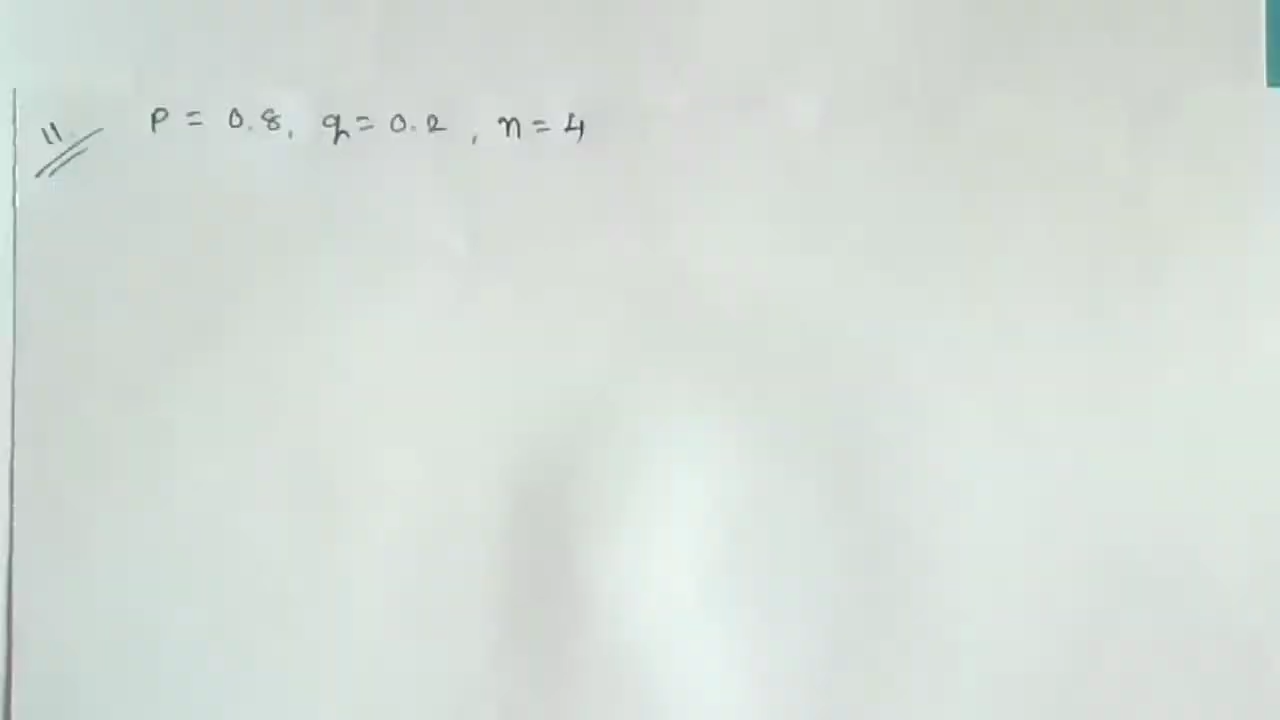 11. P = 0.8, q = 0.2, n = 4